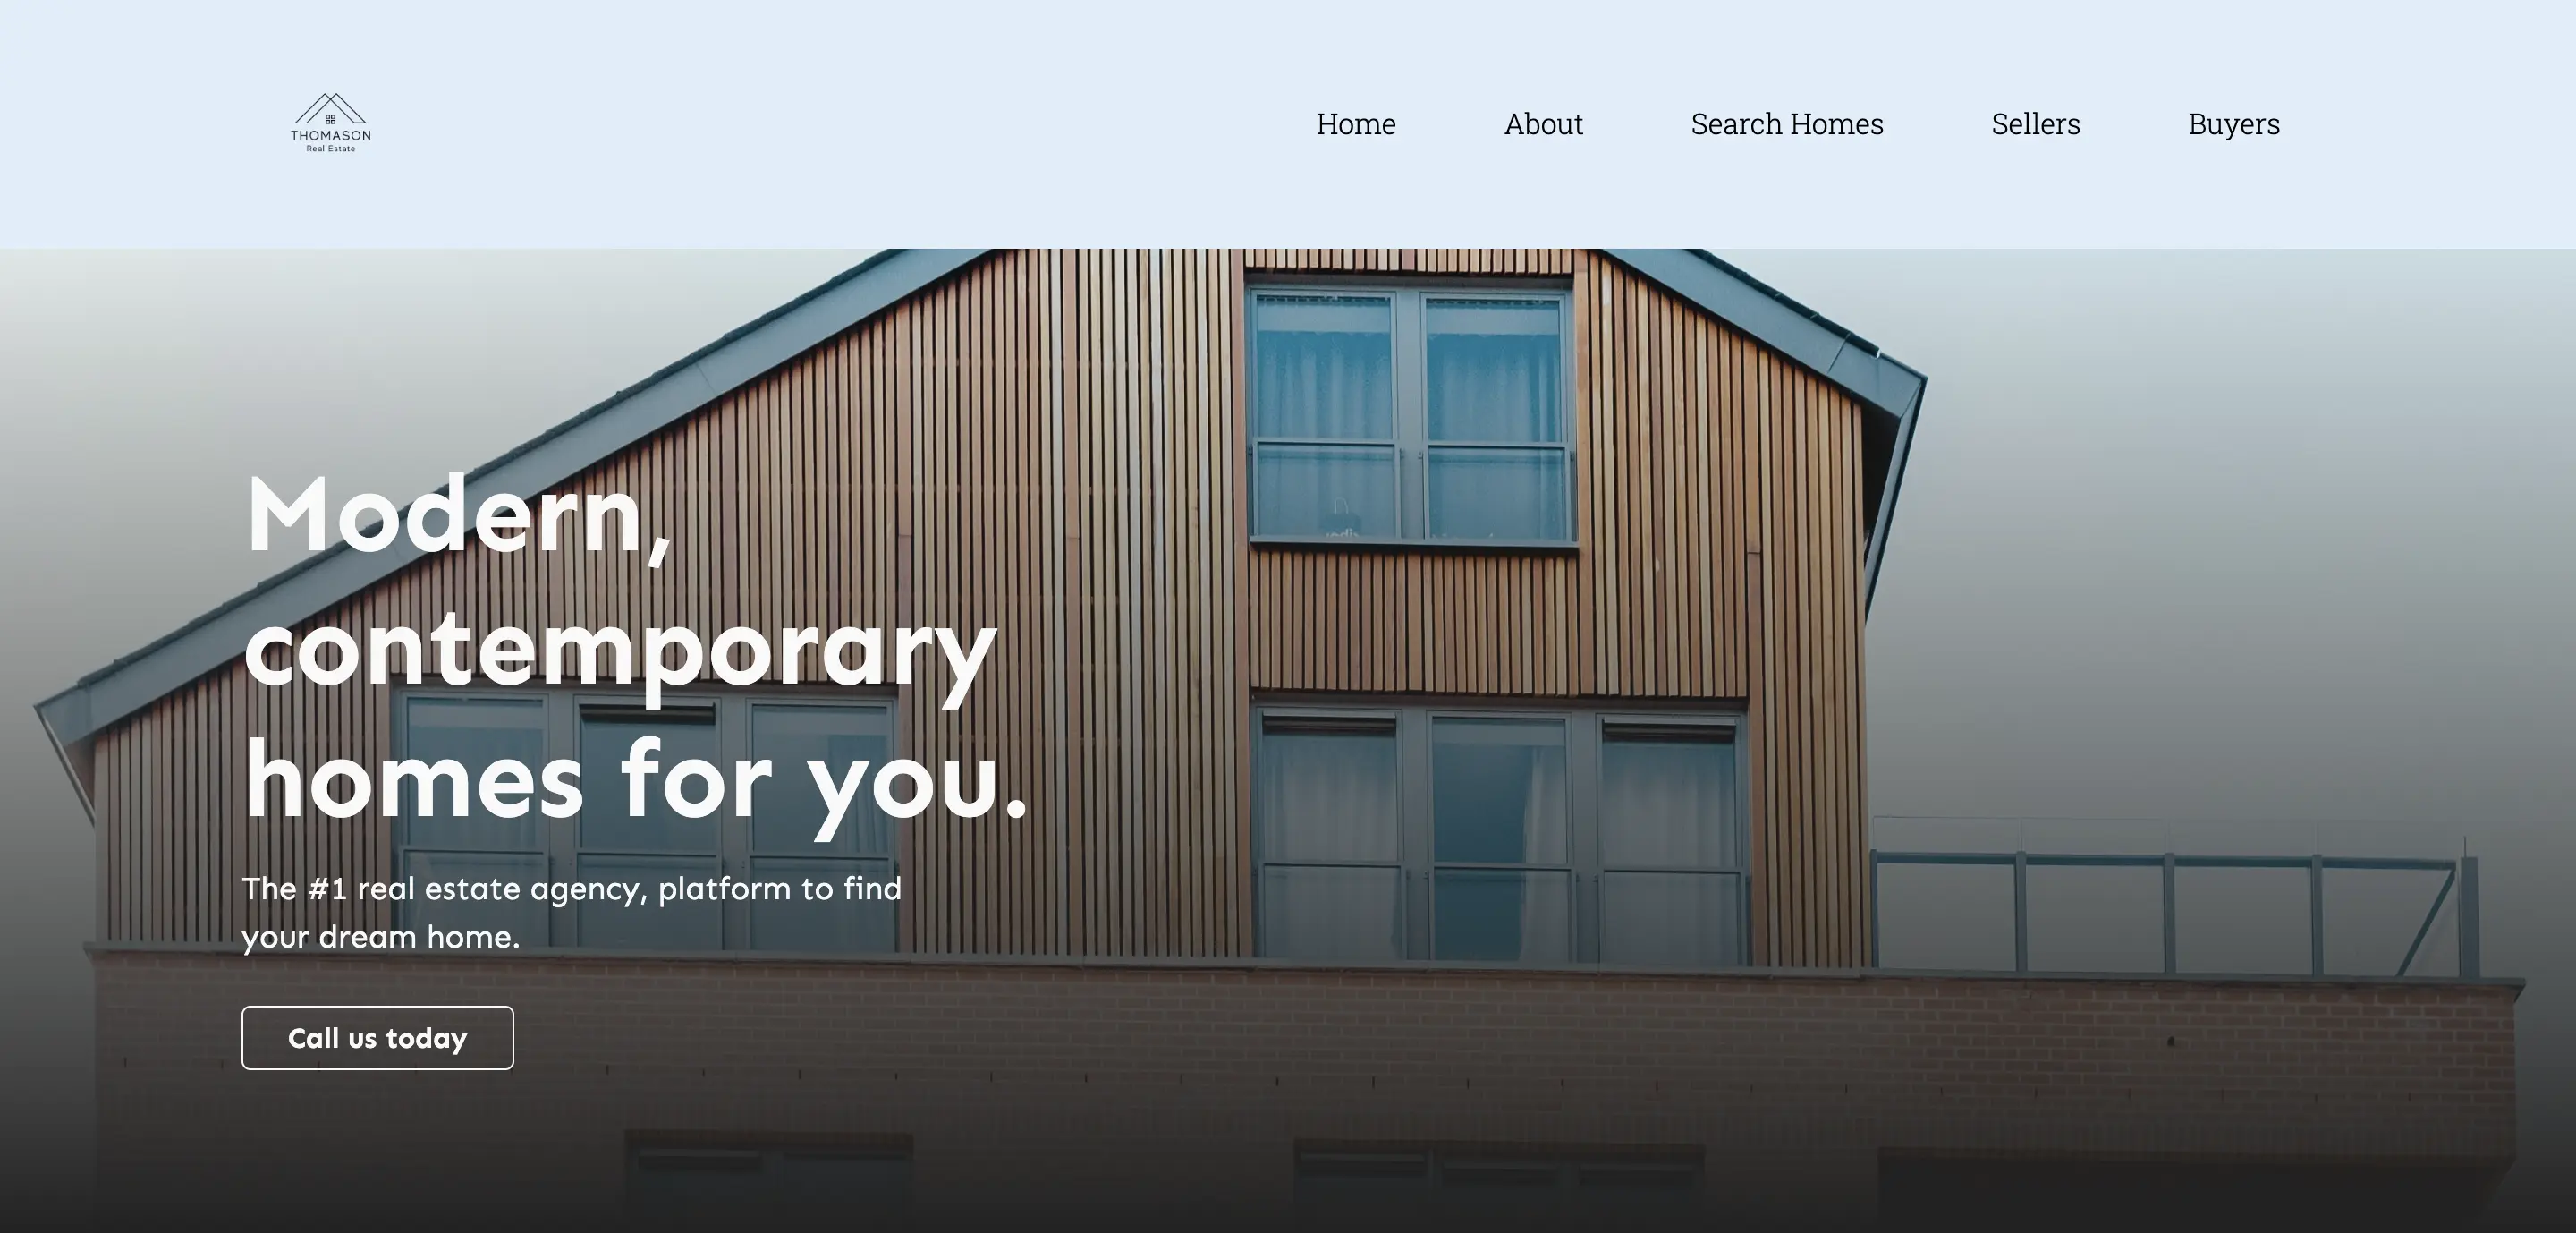 THOMASON
Real Estate
Home
About
Search Homes
Sellers
Buyers
Modern,
contemporary
homes for you.
The #1 real estate agency, platform to find
your dream home.
Call us today